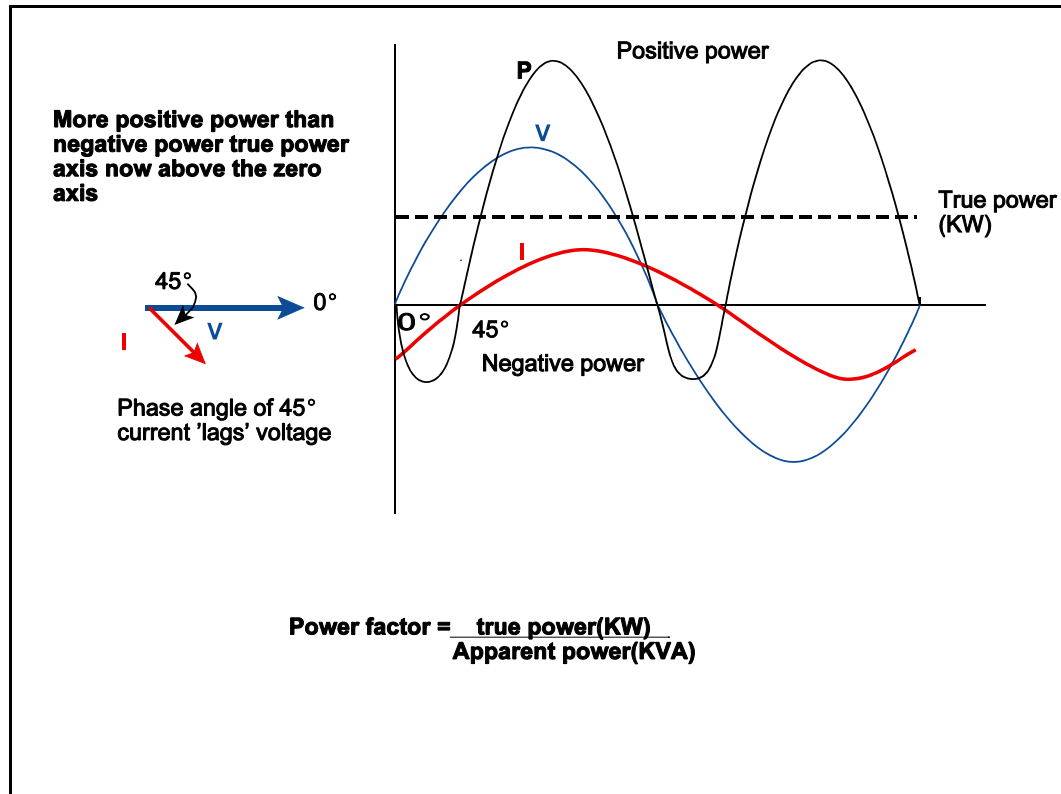 Positive power
P
More positive power than
negative power true power
axis now above the zero
axis
V
True power
(KW)
I
45°
0°
V
I
O°
45°
Negative power
Phase angle of 45°
current 'lags' voltage
Power factor = true power(KW)
Apparent power(KVA)